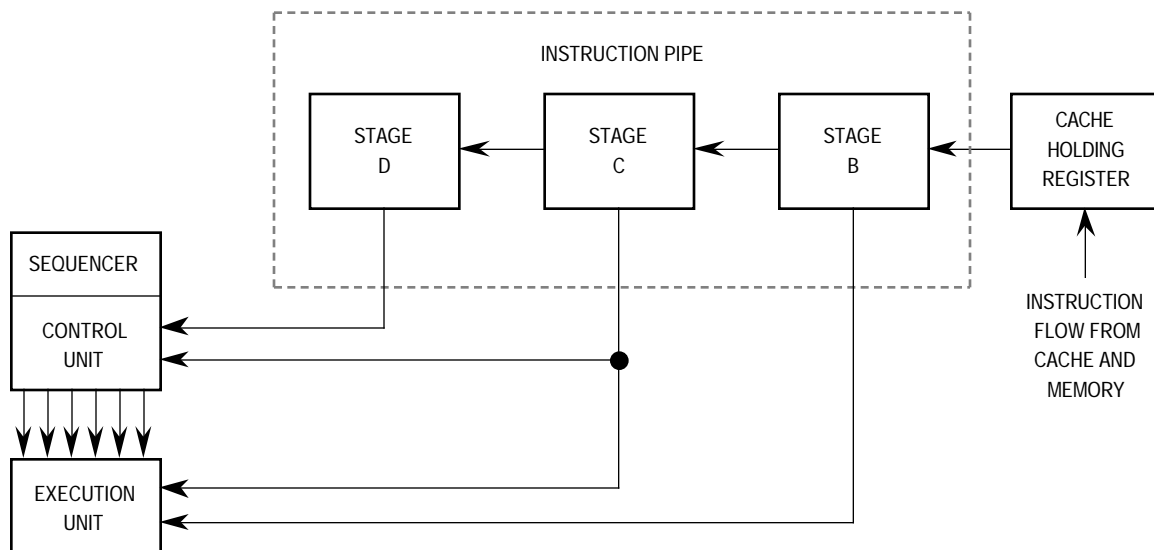 INSTRUCTION PIPE
STAGE
D
STAGE
C
STAGE
B
CACHE
HOLDING
REGISTER
SEQUENCER
CONTROL
UNIT
INSTRUCTION
FLOW FROM
CACHE AND
MEMORY
EXECUTION
UNIT